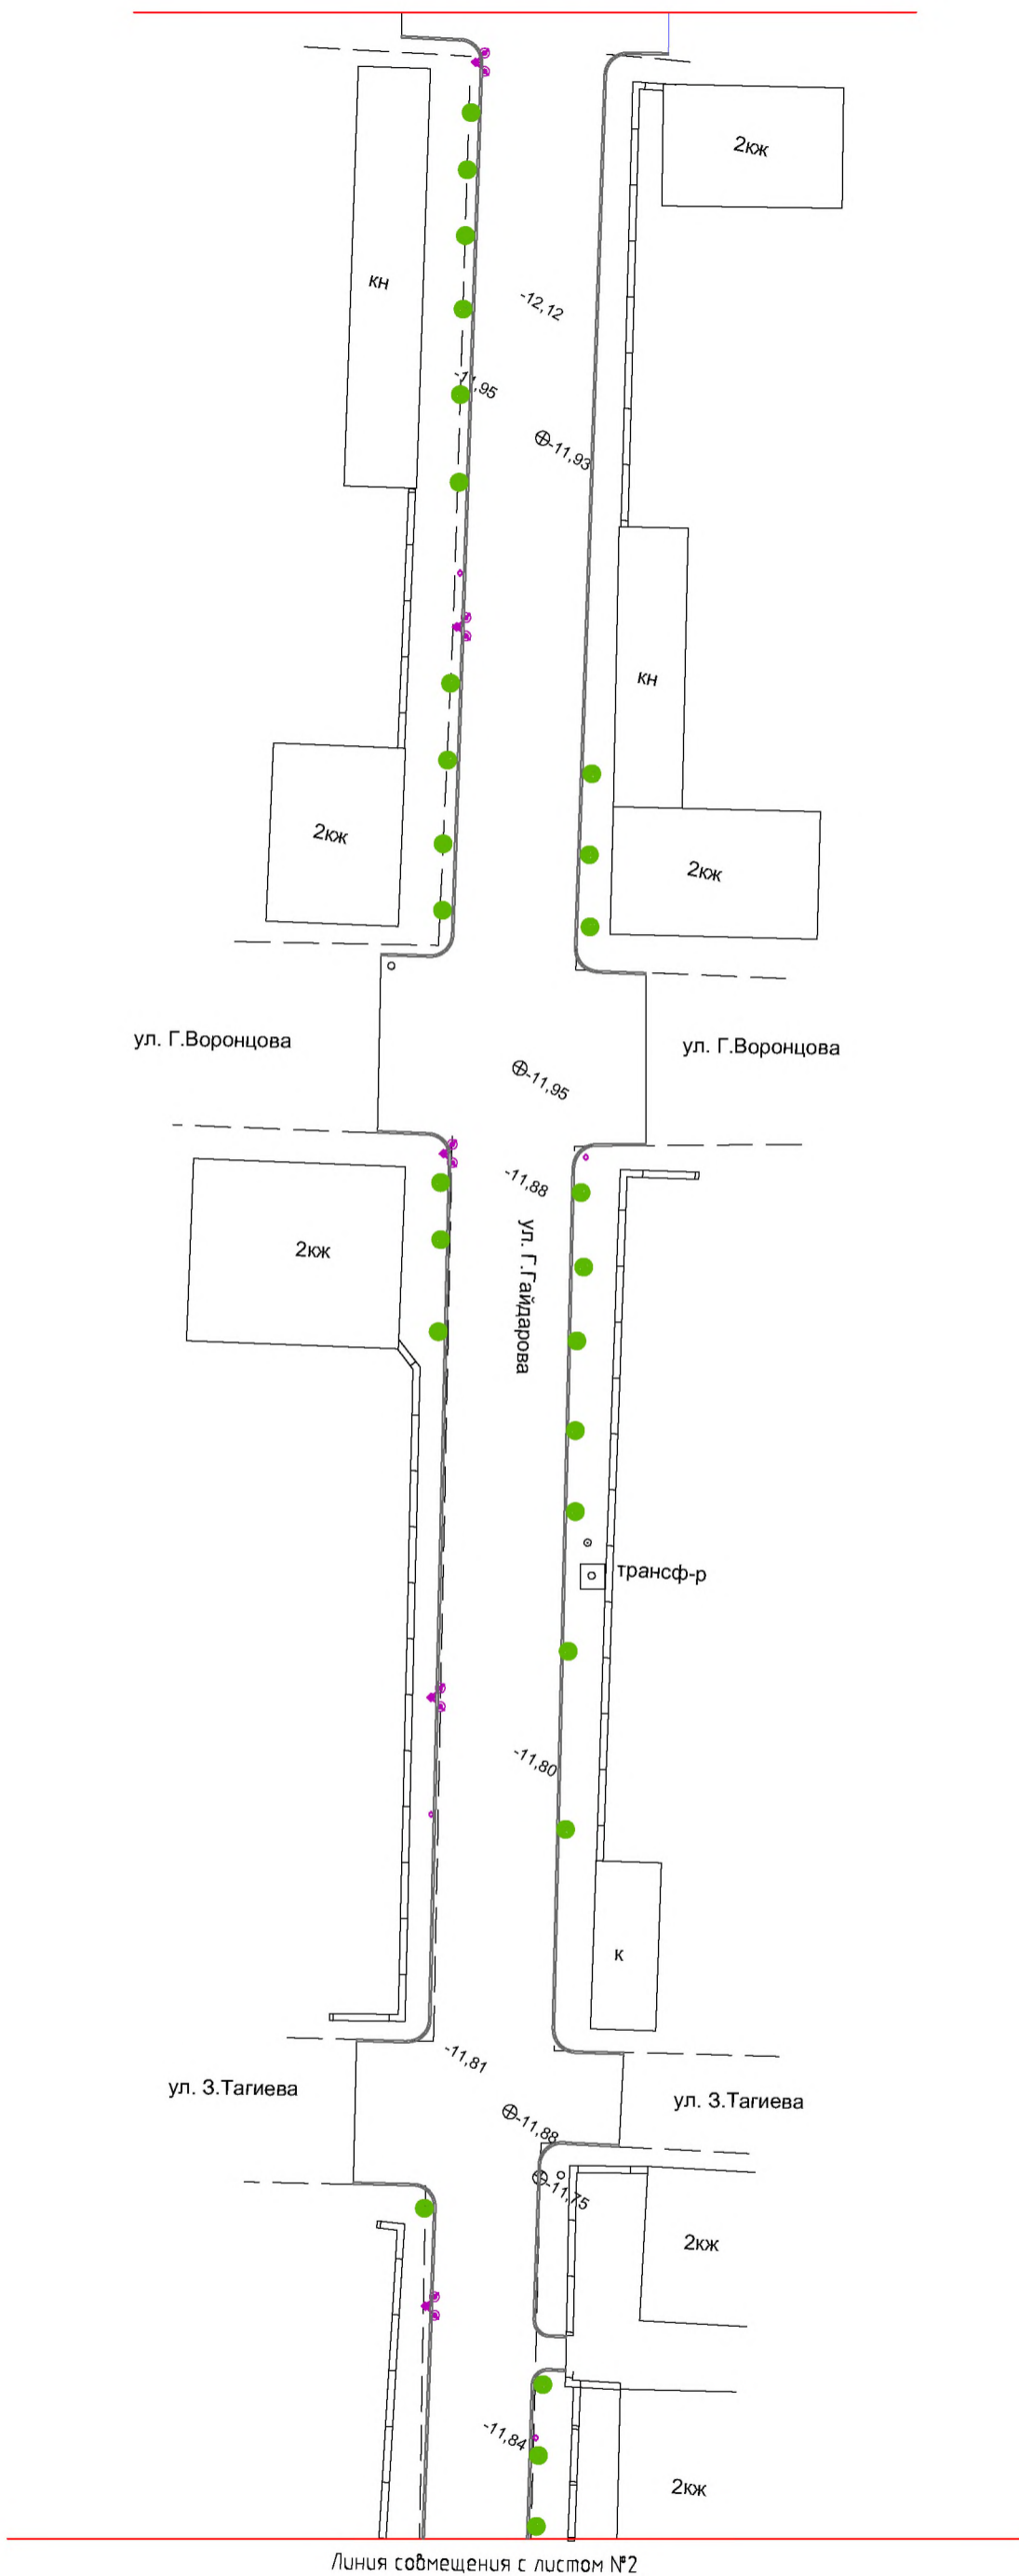 2кж
кн
-12,12
-11,95
-11,93
кн
2кж
2кж
ул. Г.Воронцова
ул. Г.Воронцова
-11,95
-11,88
ул. Г.Гайдарова
2кж
трансф-р
-11,80
к
-11,81
ул. З.Тагиева
ул. З.Тагиева
-11,88
-11,75
2кж
-11,84
2кж
Линия совмещения с листом №2